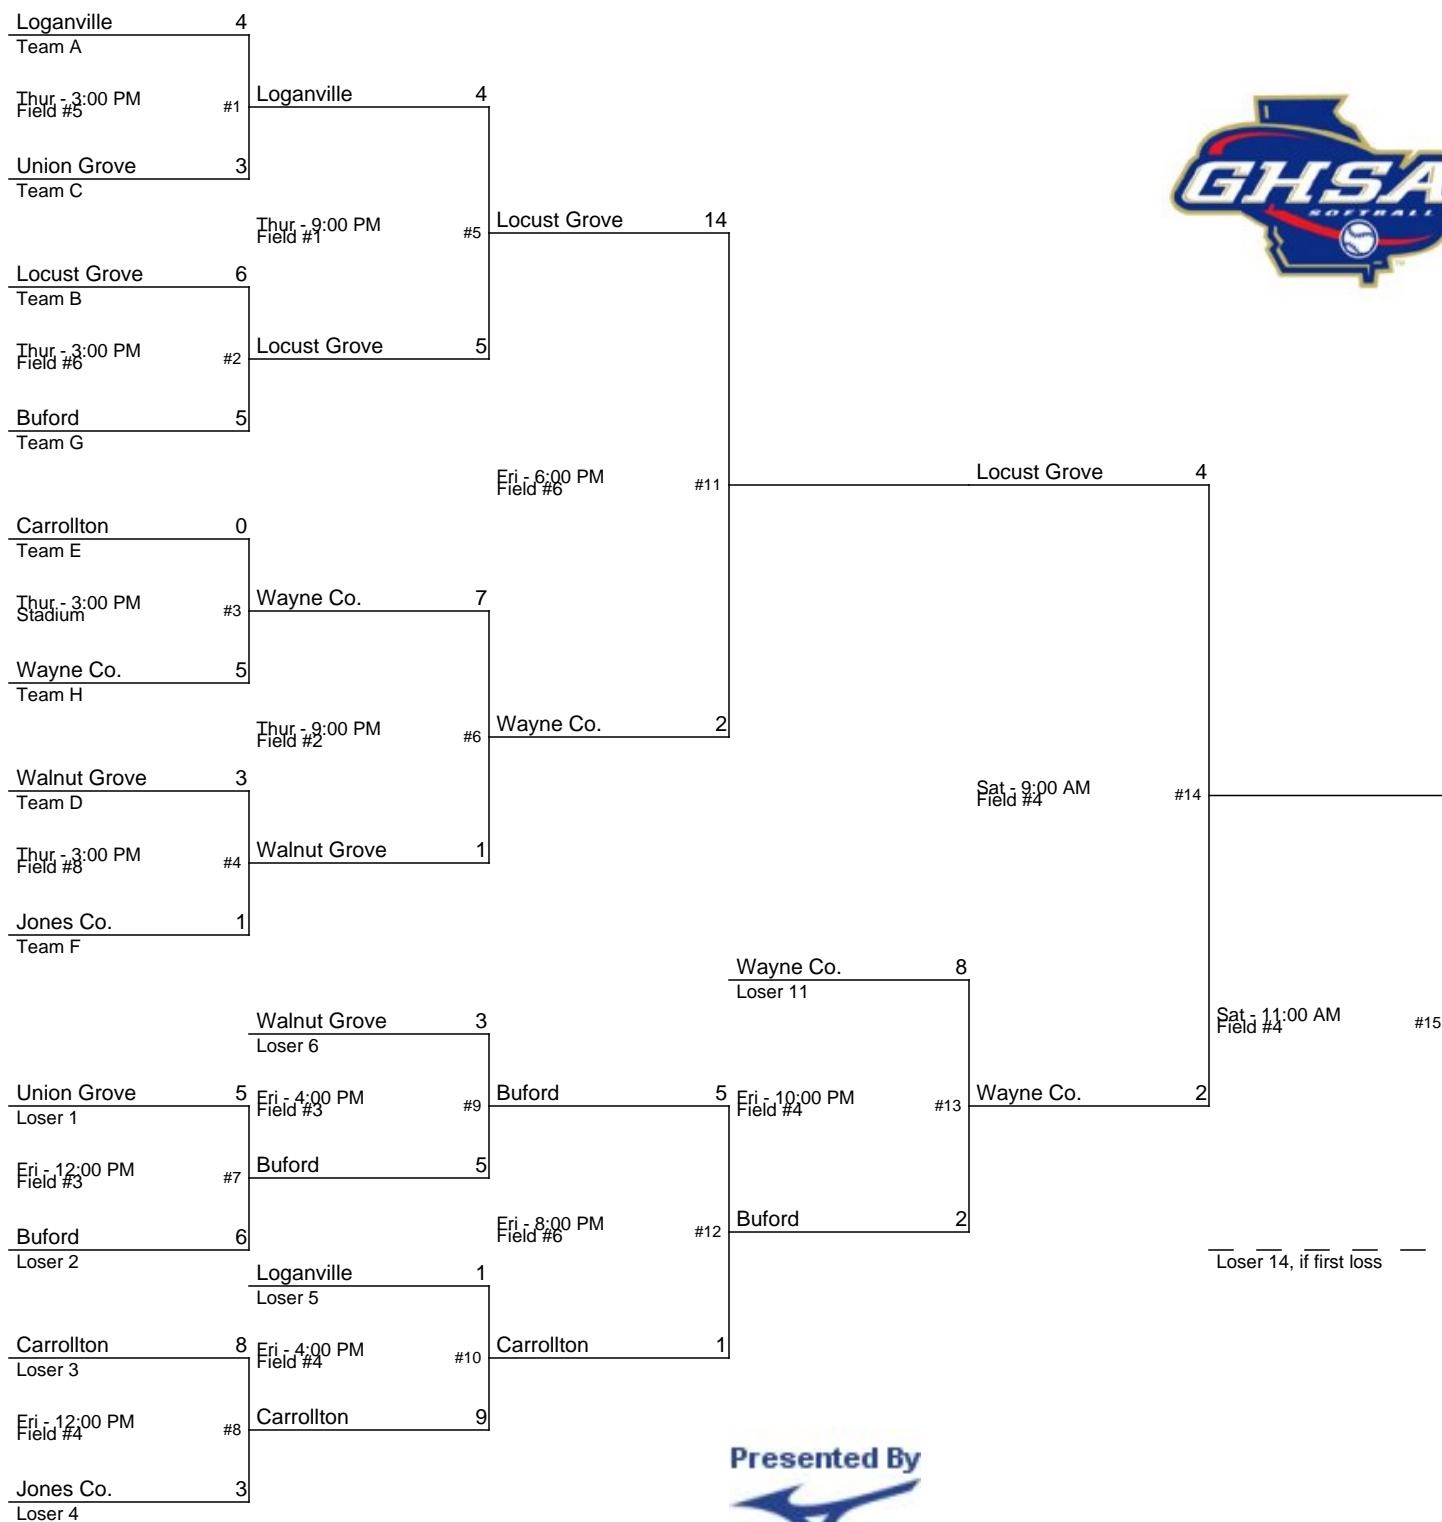 Loganville 4
Team A
Thur - 3:00 PM
Field #5
#1
Loganville 4
Union Grove 3
Team C
Thur - 9:00 PM
Field #1
#5
Locust Grove 14
GHSA
SOFTBALL
TM
Locust Grove 6
Team B
Thur - 3:00 PM
Field #6
#2
Locust Grove 5
Buford 5
Team G
Fri - 6:00 PM
Field #6
#11
Locust Grove 4
Carrollton 0
Team E
Thur - 3:00 PM
Stadium
#3
Wayne Co. 7
Wayne Co. 5
Team H
Thur - 9:00 PM
Field #2
#6
Wayne Co. 2
Walnut Grove 3
Team D
Sat - 9:00 AM
Field #4
#14
Thur - 3:00 PM
Field #8
#4
Walnut Grove 1
Jones Co. 1
Team F
Wayne Co. 8
Loser 11
Walnut Grove 3
Loser 6
Sat - 11:00 AM
Field #4
#15
Union Grove 5
Loser 1
Fri - 4:00 PM
Field #3
#9
Buford 5
Fri - 10:00 PM
Field #4
#13
Wayne Co. 2
Fri - 12:00 PM
Field #3
#7
Buford 5
Buford 6
Loser 2
Fri - 8:00 PM
Field #6
#12
Buford 2
Loser 14, if first loss
Loganville 1
Loser 5
Carrollton 8
Loser 3
Fri - 4:00 PM
Field #4
#10
Carrollton 1
Fri - 12:00 PM
Field #4
#8
Carrollton 9
Jones Co. 3
Loser 4
Presented By